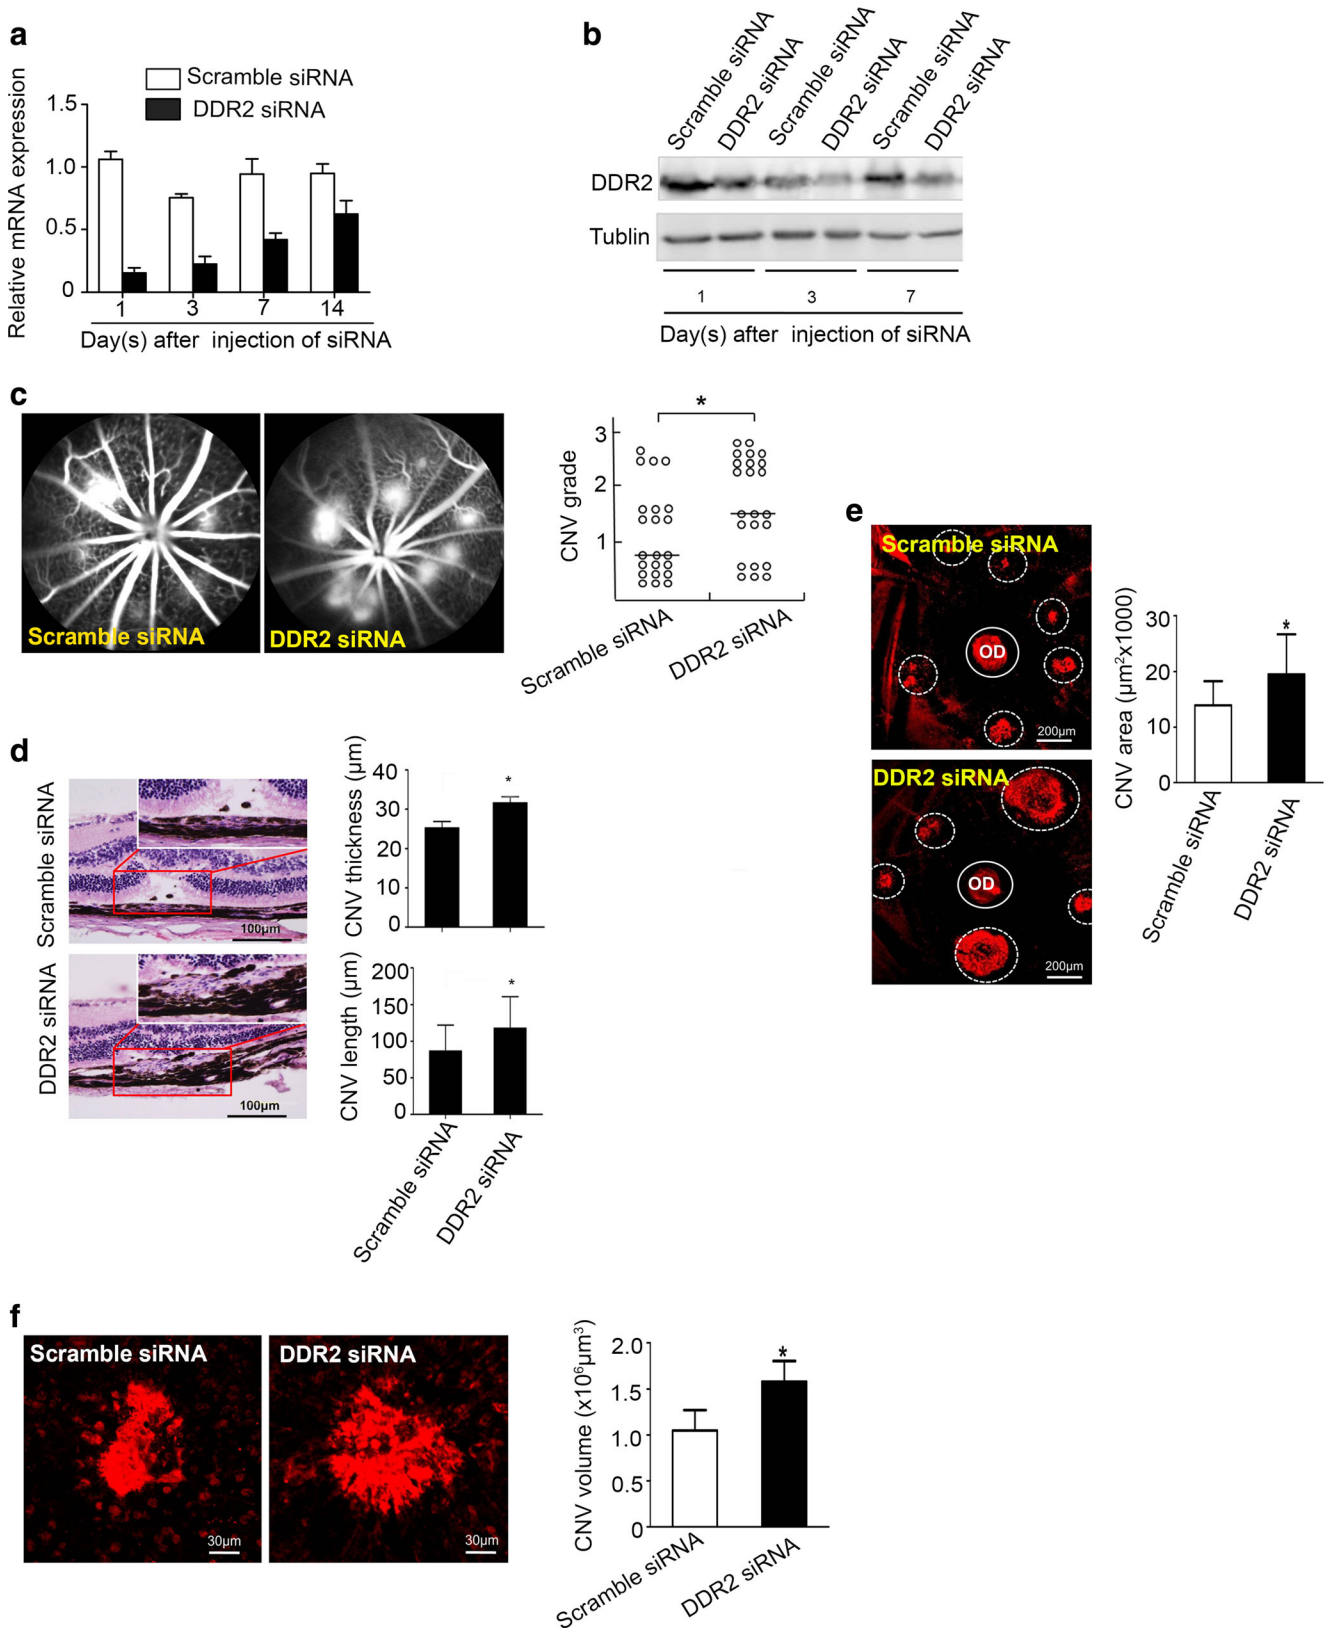 a
Scramble siRNA
DDR2 siRNA
Relative mRNA expression
1.5
1.0
0.5
0
1 3 7 14
Day(s) after injection of siRNA
b
Scramble siRNA
DDR2 siRNA
Scramble siRNA
DDR2 siRNA
Scramble siRNA
DDR2 siRNA
DDR2
Tublin
1 3 7
Day(s) after injection of siRNA
c
Scramble siRNA
DDR2 siRNA
*
CNV grade
3
2
1
Scramble siRNA
DDR2 siRNA
d
Scramble siRNA
100μm
DDR2 siRNA
100μm
CNV thickness (μm)
40
30
20
10
0
*
CNV length (μm)
200
150
100
50
0
*
Scramble siRNA
DDR2 siRNA
e
Scramble siRNA
OD
200μm
DDR2 siRNA
OD
200μm
CNV area (μm²x1000)
30
20
10
0
*
Scramble siRNA
DDR2 siRNA
f
Scramble siRNA
30μm
DDR2 siRNA
30μm
CNV volume (x10⁶μm³)
2.0
1.5
1.0
0.5
0
*
Scramble siRNA
DDR2 siRNA